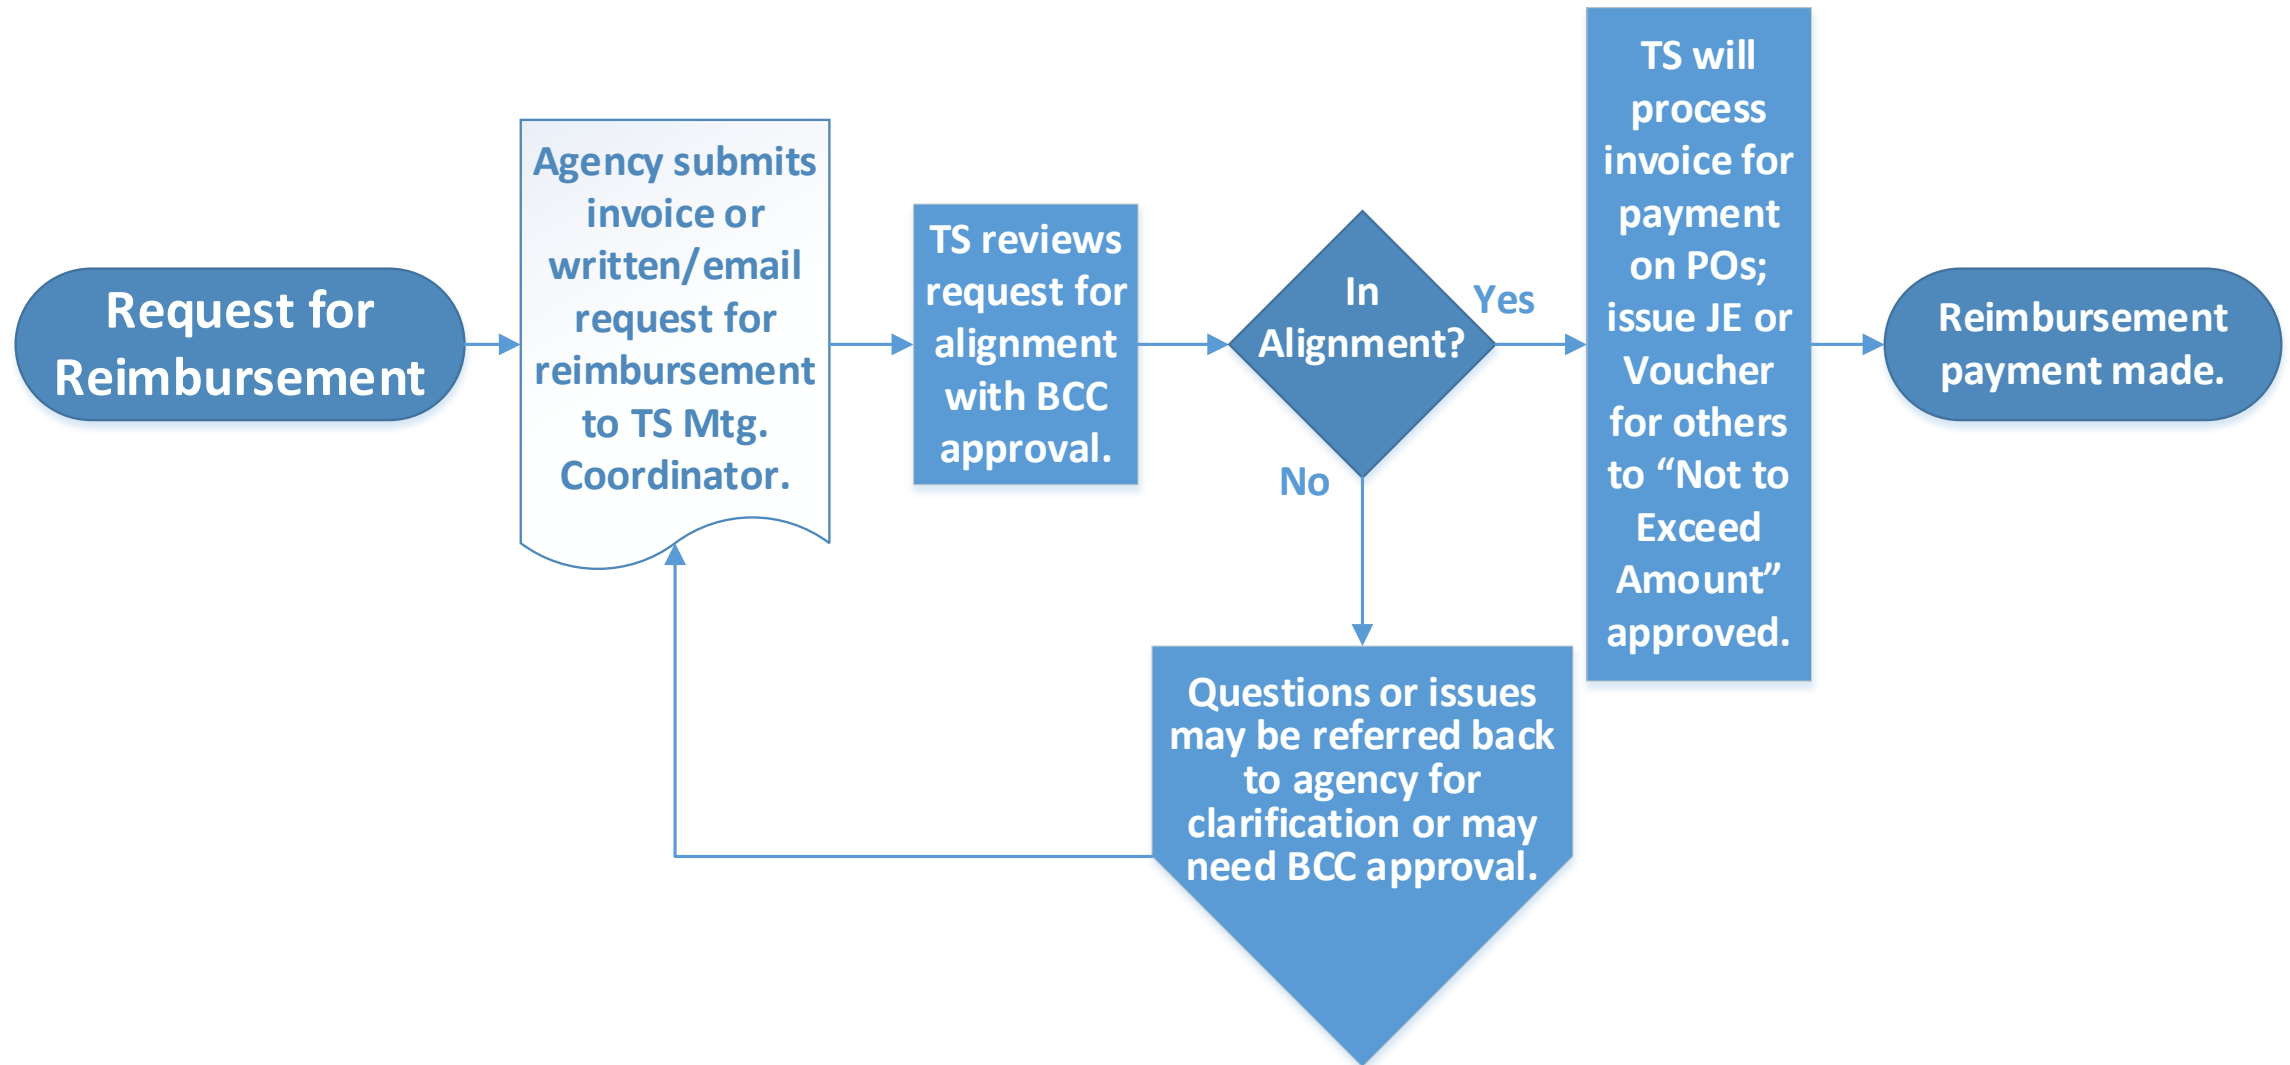 Request for
Reimbursement
Agency submits
invoice or
written/email
request for
reimbursement
to TS Mtg.
Coordinator.
TS reviews
request for
alignment
with BCC
approval.
In
Alignment?
Yes
No
TS will
process
invoice for
payment
on POs;
issue JE or
Voucher
for others
to “Not to
Exceed
Amount”
approved.
Reimbursement
payment made.
Questions or issues
may be referred back
to agency for
clarification or may
need BCC approval.